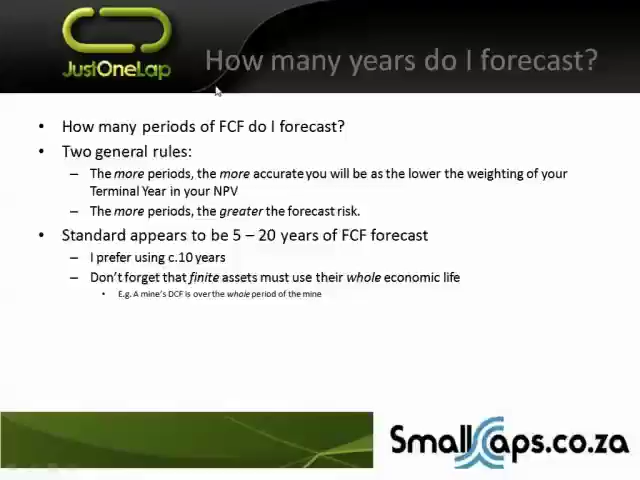 JustOneLap
How many years do I forecast?
• How many periods of FCF do I forecast?
• Two general rules:
– The more periods, the more accurate you will be as the lower the weighting of your
Terminal Year in your NPV
– The more periods, the greater the forecast risk.
• Standard appears to be 5 – 20 years of FCF forecast
– I prefer using c.10 years
– Don't forget that finite assets must use their whole economic life
• E.g. A mine's DCF is over the whole period of the mine
SmallCaps.co.za